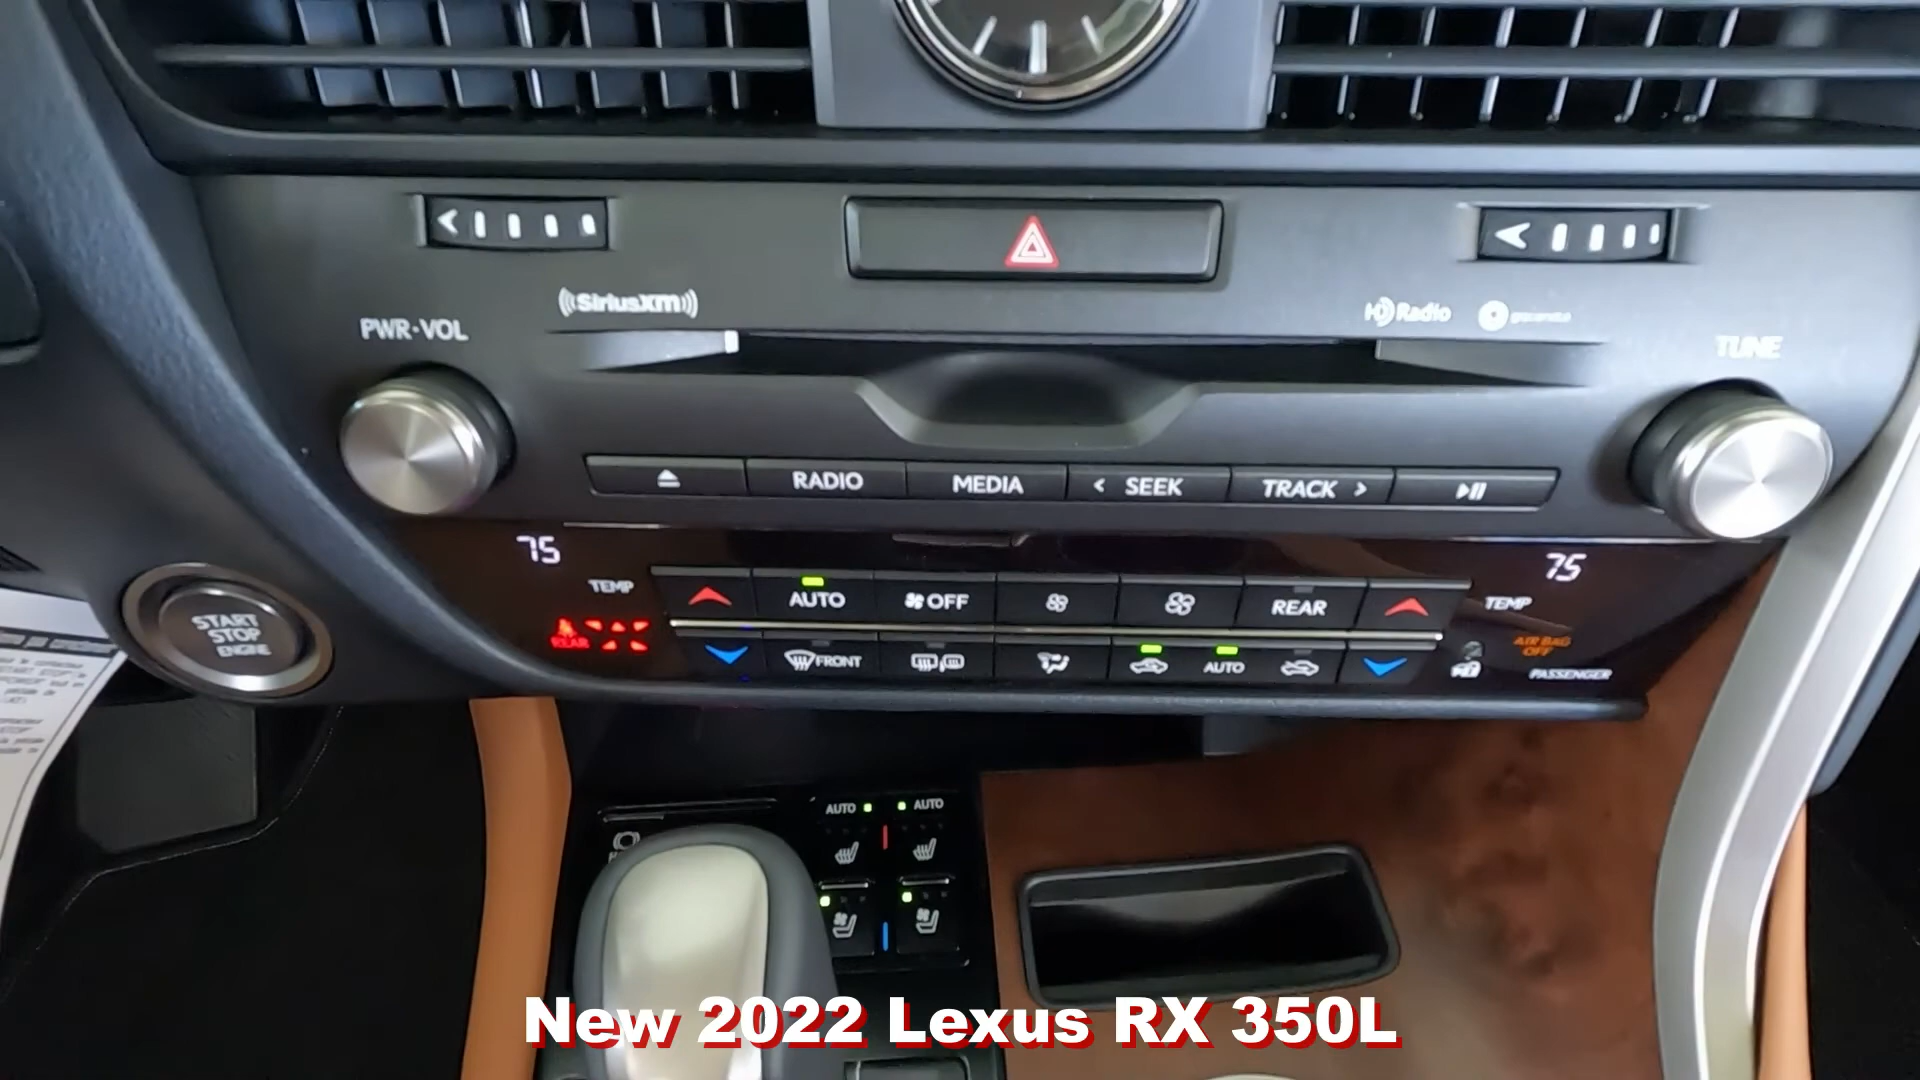 SiriusXM
HD Radio
PWR·VOL
TUNE
RADIO
MEDIA
< SEEK
TRACK >
75
75
TEMP
AUTO
OFF
REAR
TEMP
START
STOP
ENGINE
REAR
FRONT
AUTO
AIR BAG
OFF
PASSENGER
AUTO
AUTO
New 2022 Lexus RX 350L